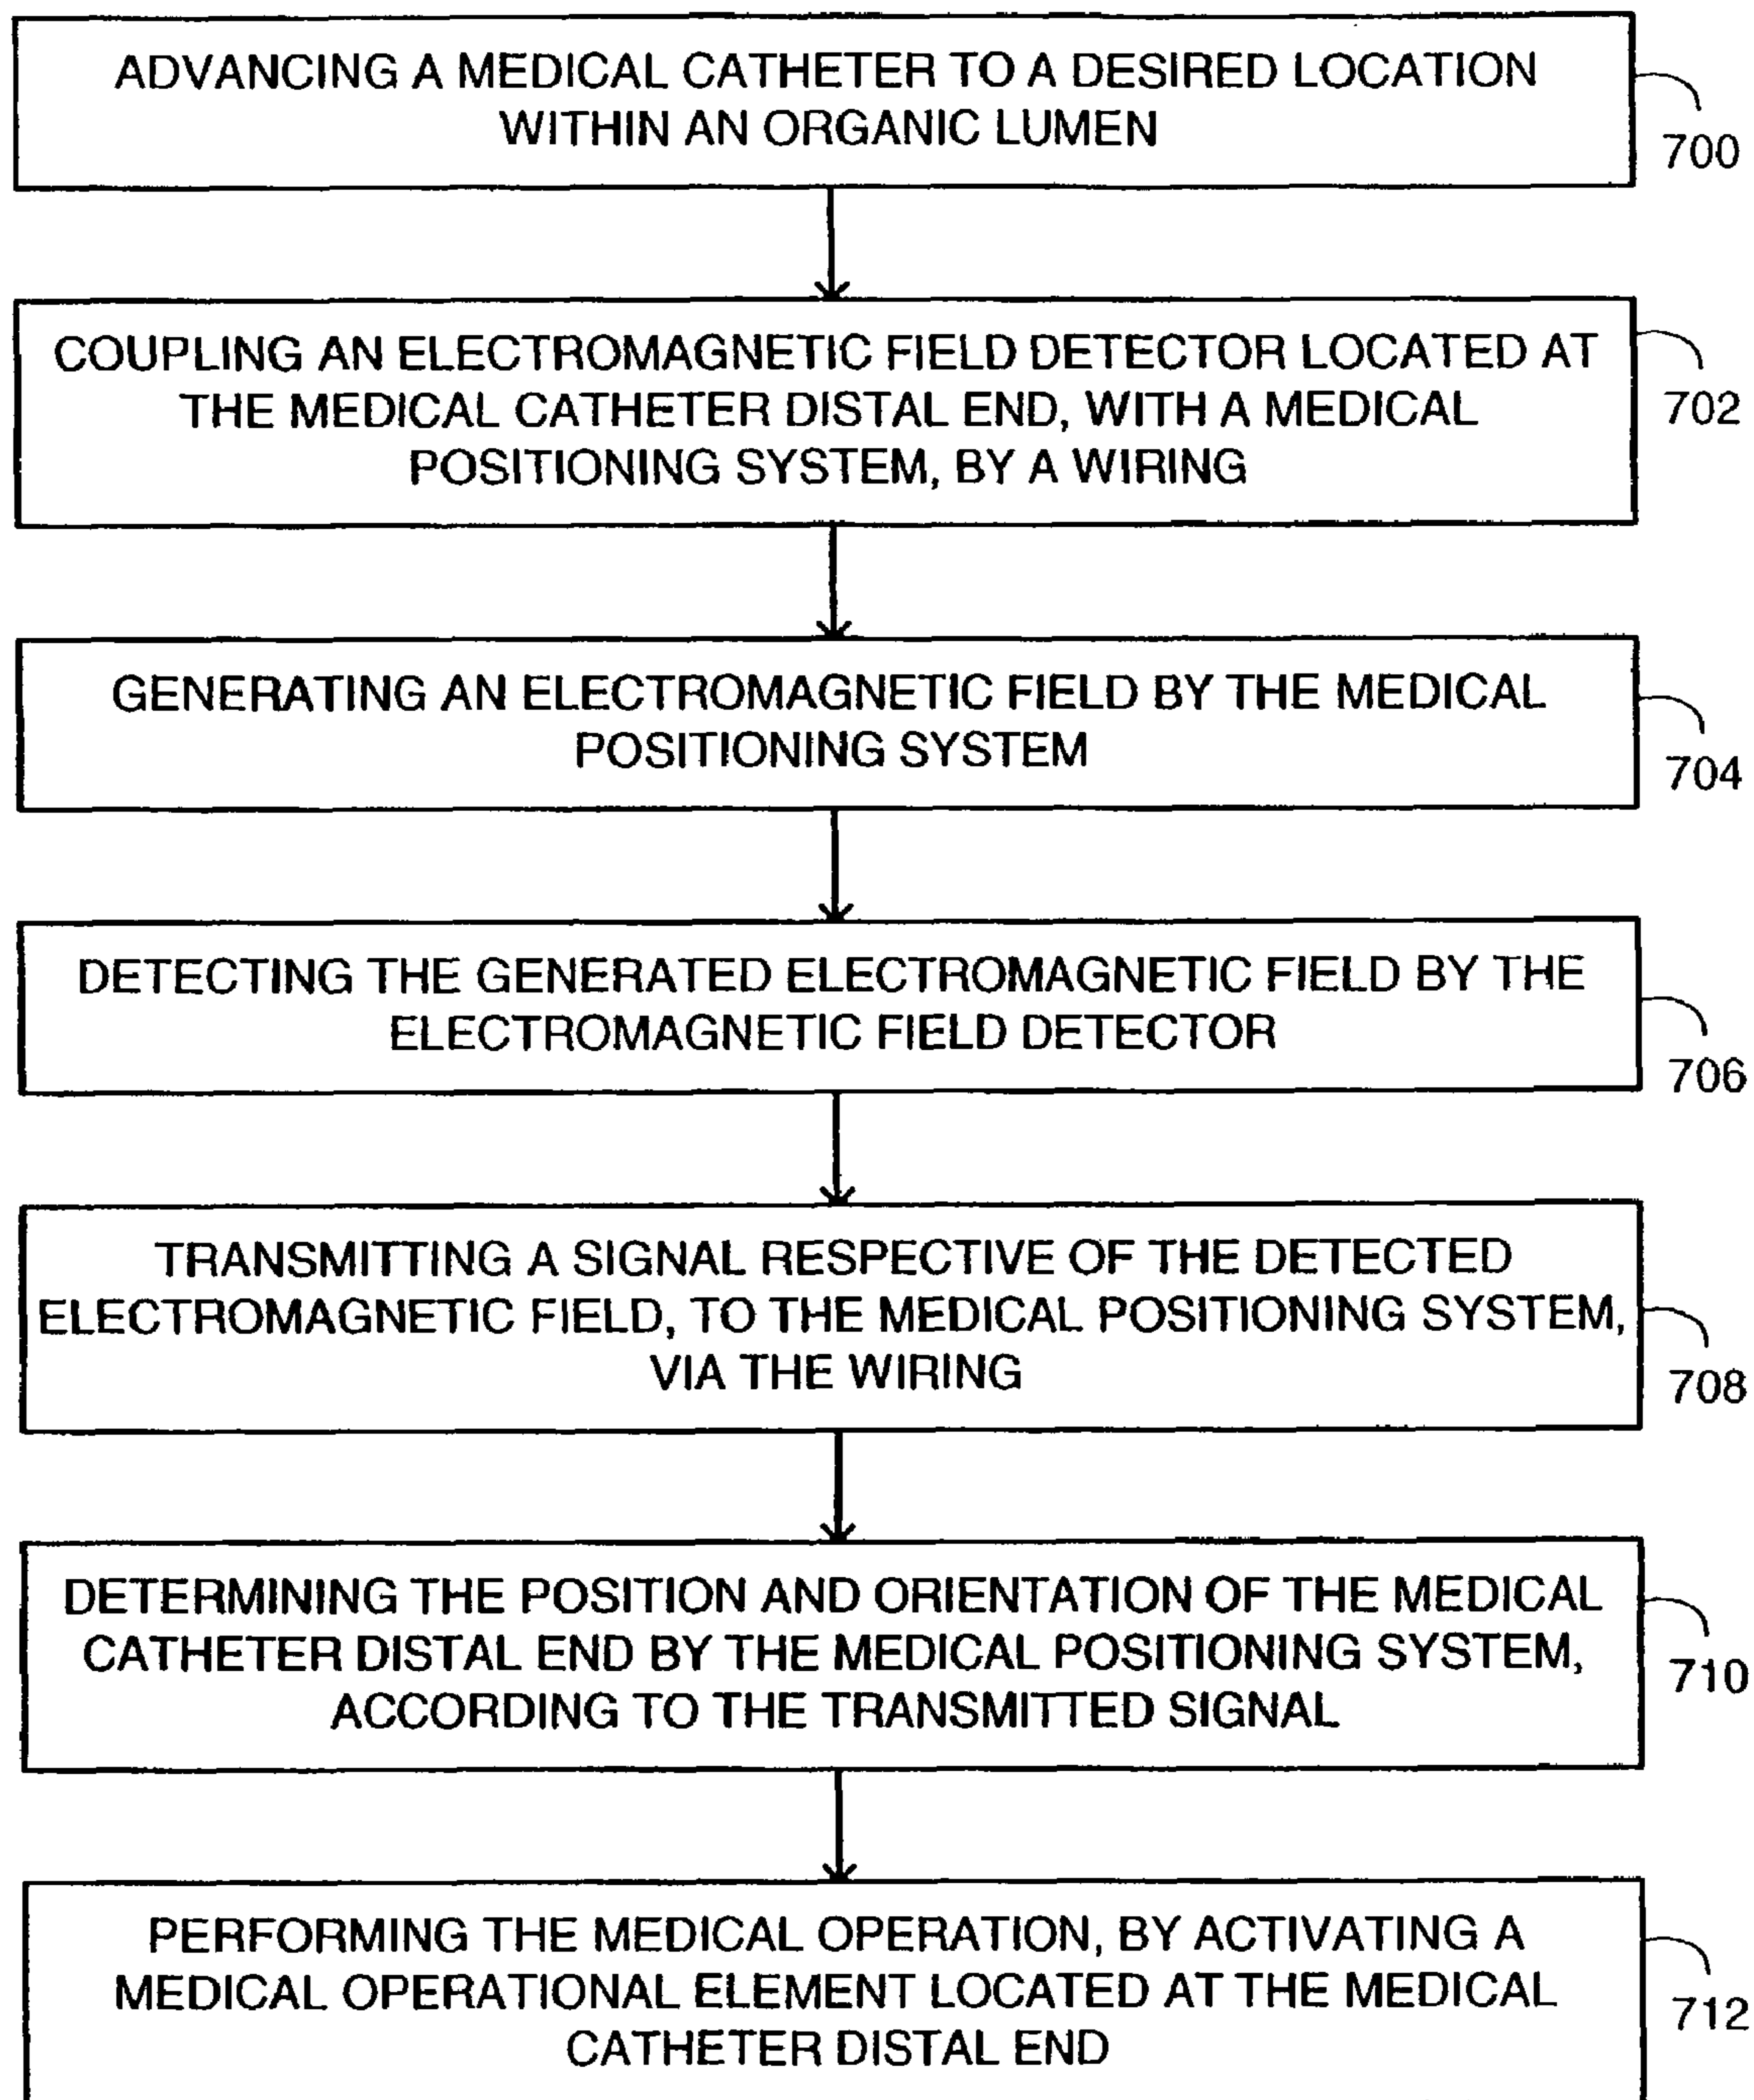 ADVANCING A MEDICAL CATHETER TO A DESIRED LOCATION
WITHIN AN ORGANIC LUMEN
700
COUPLING AN ELECTROMAGNETIC FIELD DETECTOR LOCATED AT
THE MEDICAL CATHETER DISTAL END, WITH A MEDICAL
POSITIONING SYSTEM, BY A WIRING
702
GENERATING AN ELECTROMAGNETIC FIELD BY THE MEDICAL
POSITIONING SYSTEM
704
DETECTING THE GENERATED ELECTROMAGNETIC FIELD BY THE
ELECTROMAGNETIC FIELD DETECTOR
706
TRANSMITTING A SIGNAL RESPECTIVE OF THE DETECTED
ELECTROMAGNETIC FIELD, TO THE MEDICAL POSITIONING SYSTEM,
VIA THE WIRING
708
DETERMINING THE POSITION AND ORIENTATION OF THE MEDICAL
CATHETER DISTAL END BY THE MEDICAL POSITIONING SYSTEM,
ACCORDING TO THE TRANSMITTED SIGNAL
710
PERFORMING THE MEDICAL OPERATION, BY ACTIVATING A
MEDICAL OPERATIONAL ELEMENT LOCATED AT THE MEDICAL
CATHETER DISTAL END
712